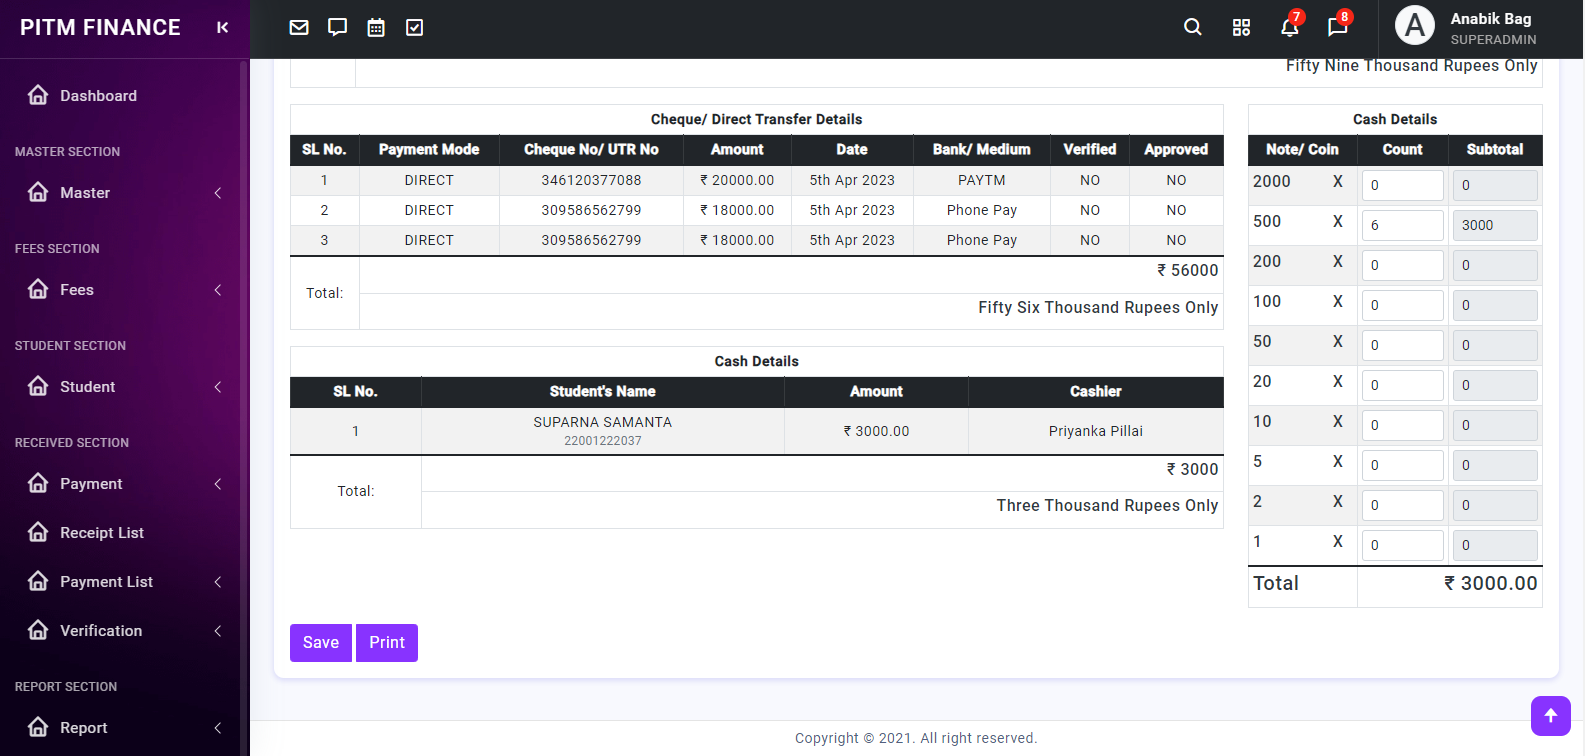 PITM FINANCE
7
8
A
Anabik Bag
SUPERADMIN
Dashboard
MASTER SECTION
Master
FEES SECTION
Fees
STUDENT SECTION
Student
RECEIVED SECTION
Payment
Receipt List
Payment List
Verification
REPORT SECTION
Report
Fifty Nine Thousand Rupees Only
Cheque/ Direct Transfer Details
SL No. Payment Mode Cheque No/ UTR No Amount Date Bank/ Medium Verified Approved
1 DIRECT 346120377088 ₹ 20000.00 5th Apr 2023 PAYTM NO NO
2 DIRECT 309586562799 ₹ 18000.00 5th Apr 2023 Phone Pay NO NO
3 DIRECT 309586562799 ₹ 18000.00 5th Apr 2023 Phone Pay NO NO
Total:
₹ 56000
Fifty Six Thousand Rupees Only
Cash Details
SL No. Student's Name Amount Cashier
1 SUPARNA SAMANTA ₹ 3000.00 Priyanka Pillai
22001222037
Total:
₹ 3000
Three Thousand Rupees Only
Cash Details
Note/ Coin Count Subtotal
2000 X 0 0
500 X 6 3000
200 X 0 0
100 X 0 0
50 X 0 0
20 X 0 0
10 X 0 0
5 X 0 0
2 X 0 0
1 X 0 0
Total ₹ 3000.00
Save Print
Copyright © 2021. All right reserved.